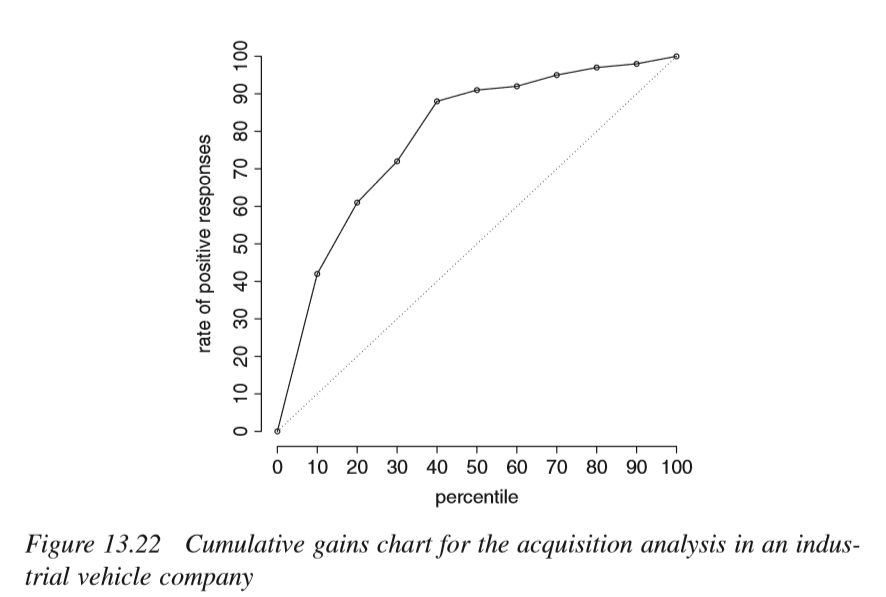 100
90
80
70
60
50
40
30
20
10
0
rate of positive responses
0 10 20 30 40 50 60 70 80 90 100
percentile
Figure 13.22 Cumulative gains chart for the acquisition analysis in an indus-
trial vehicle company